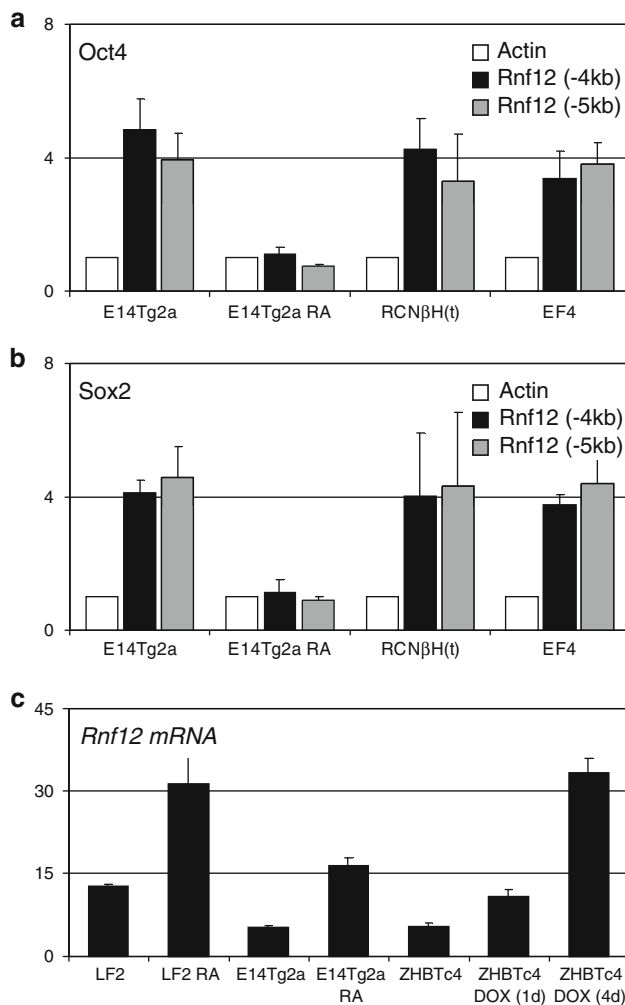 a
Oct4
Actin
Rnf12 (-4kb)
Rnf12 (-5kb)
8
4
0
E14Tg2a
E14Tg2a RA
RCNβH(t)
EF4
b
Sox2
Actin
Rnf12 (-4kb)
Rnf12 (-5kb)
8
4
0
E14Tg2a
E14Tg2a RA
RCNβH(t)
EF4
c
Rnf12 mRNA
45
30
15
0
LF2
LF2 RA
E14Tg2a
E14Tg2a
RA
ZHBTc4
ZHBTc4
DOX (1d)
ZHBTc4
DOX (4d)